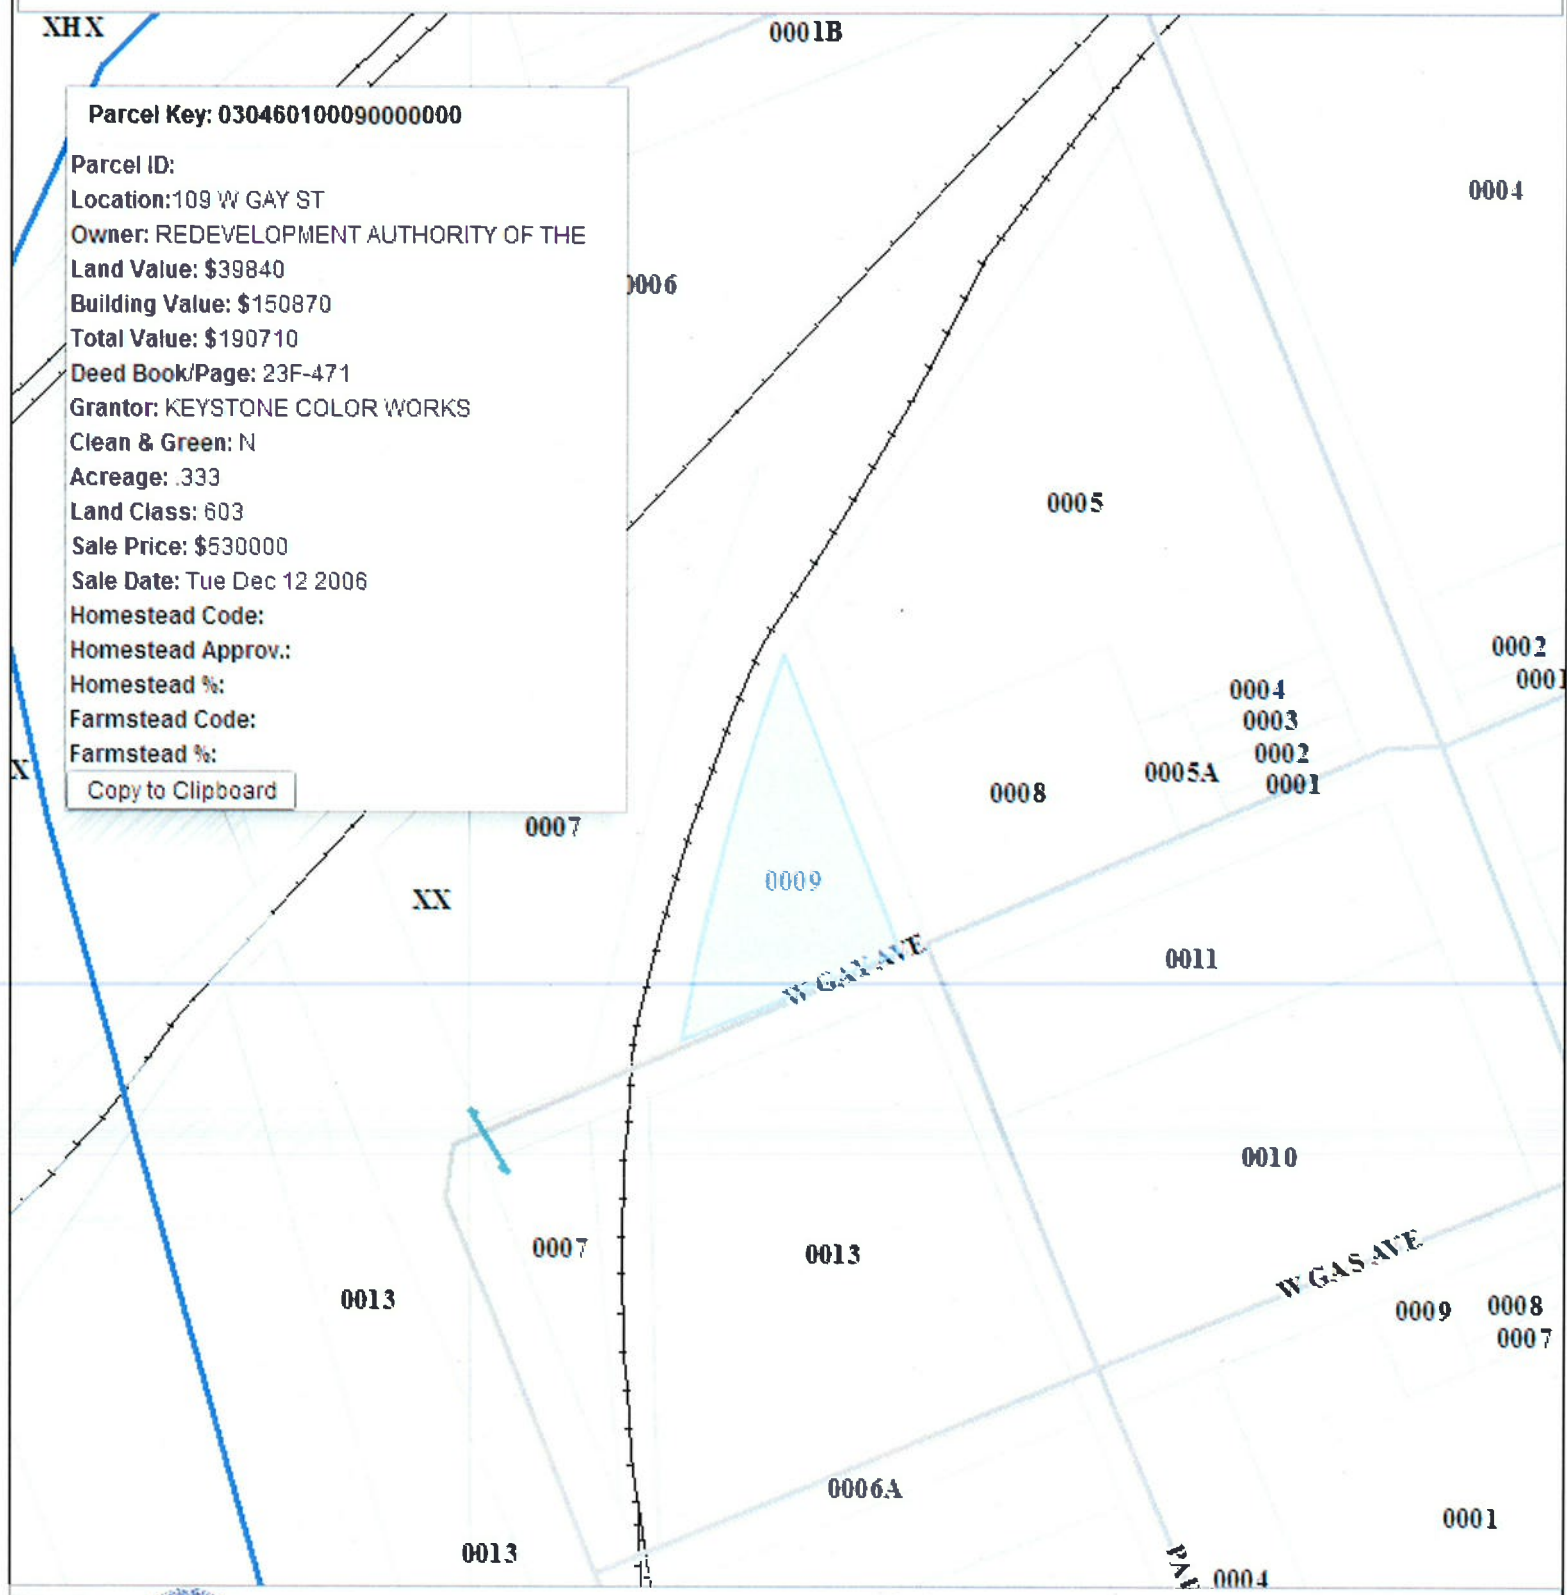 XHX
0001B
Parcel Key: 030460100090000000
Parcel ID:
Location:109 W GAY ST
Owner: REDEVELOPMENT AUTHORITY OF THE
Land Value: $39840
Building Value: $150870
Total Value: $190710
Deed Book/Page: 23F-471
Grantor: KEYSTONE COLOR WORKS
Clean & Green: N
Acreage: .333
Land Class: 603
Sale Price: $530000
Sale Date: Tue Dec 12 2006
Homestead Code:
Homestead Approv.:
Homestead %:
Farmstead Code:
Farmstead %:
Copy to Clipboard
0004
0006
0005
0002
0001
0004
0003
0002
0001
0005A
0008
X
0007
0009
XX
W GAY AVE
0011
0010
0007
0013
0013
W GAS AVE
0009
0008
0007
0006A
0001
0013
PAR
0004